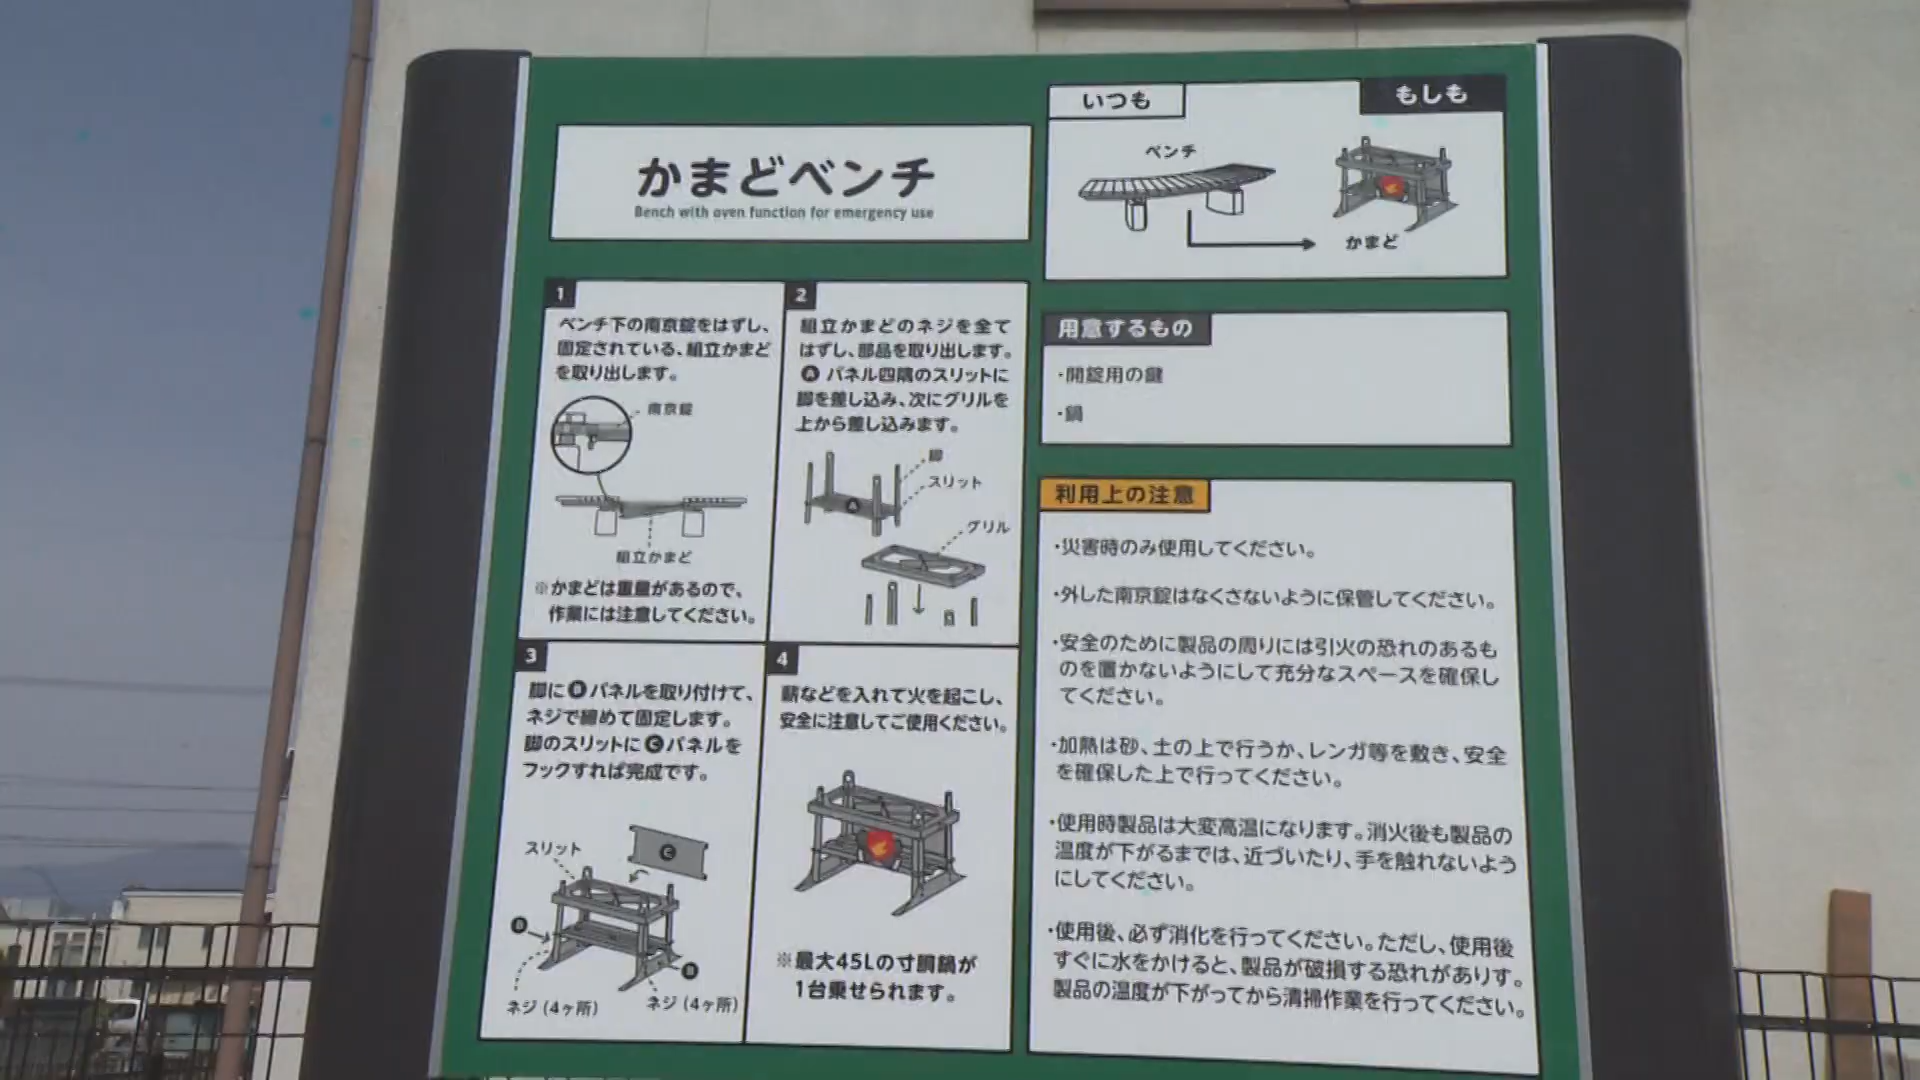 かまどベンチ
Bench with oven function for emergency use
いつも
もしも
ベンチ
かまど
1
ベンチ下の南京錠をはずし、
固定されている、組立かまど
を取り出します。
南京錠
組立かまど
※かまどは重量があるので、
作業には注意してください。
2
組立かまどのネジを全て
はずし、部品を取り出します。
A パネル四隅のスリットに
脚を差し込み、次にグリルを
上から差し込みます。
脚
スリット
A
グリル
3
脚に B パネルを取り付けて、
ネジで締めて固定します。
脚のスリットに C パネルを
フックすれば完成です。
スリット
C
B
B
ネジ (4ヶ所)
ネジ (4ヶ所)
4
薪などを入れて火を起こし、
安全に注意してご使用ください。
※最大45Lの寸胴鍋が
1台乗せられます。
用意するもの
・開錠用の鍵
・鍋
利用上の注意
・災害時のみ使用してください。
・外した南京錠はなくさないように保管してください。
・安全のために製品の周りには引火の恐れのあるも
のを置かないようにして充分なスペースを確保し
てください。
・加熱は砂、土の上で行うか、レンガ等を敷き、安全
を確保した上で行ってください。
・使用時製品は大変高温になります。消火後も製品の
温度が下がるまでは、近づいたり、手を触れないよう
にしてください。
・使用後、必ず消化を行ってください。ただし、使用後
すぐに水をかけると、製品が破損する恐れがありす。
製品の温度が下がってから清掃作業を行ってください。